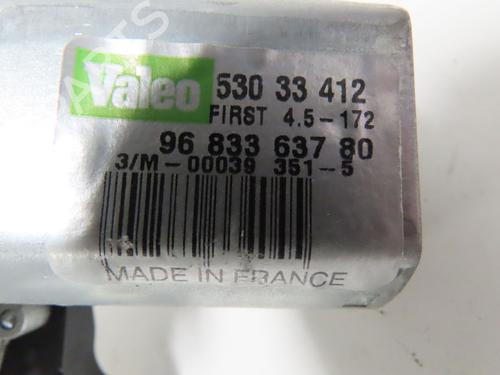 Valeo 530 33 412
FIRST 4.5-172
96 833 637 80
3/M-00039 351-5
MADE IN FRANCE